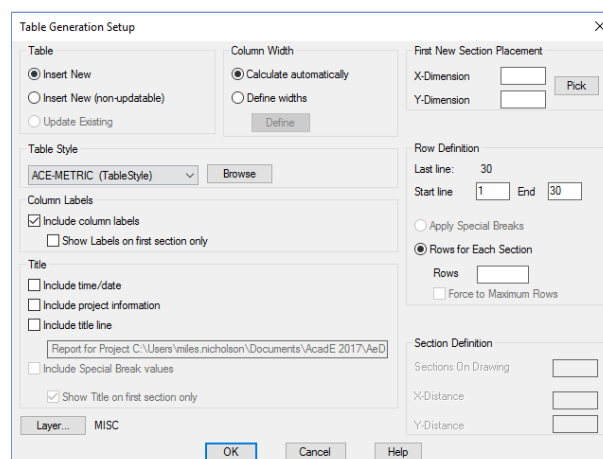 Table Generation Setup
Table
Insert New
Insert New (non-updatable)
Update Existing
Column Width
Calculate automatically
Define widths
Define
First New Section Placement
X-Dimension
Y-Dimension
Pick
Table Style
ACE-METRIC (TableStyle)
Browse
Column Labels
Include column labels
Show Labels on first section only
Title
Include time/date
Include project information
Include title line
Report for Project C:\Users\miles.nicholson\Documents\AcadE 2017\AeD
Include Special Break values
Show Title on first section only
Row Definition
Last line: 30
Start line 1 End 30
Apply Special Breaks
Rows for Each Section
Rows
Force to Maximum Rows
Section Definition
Sections On Drawing
X-Distance
Y-Distance
Layer... MISC
OK Cancel Help